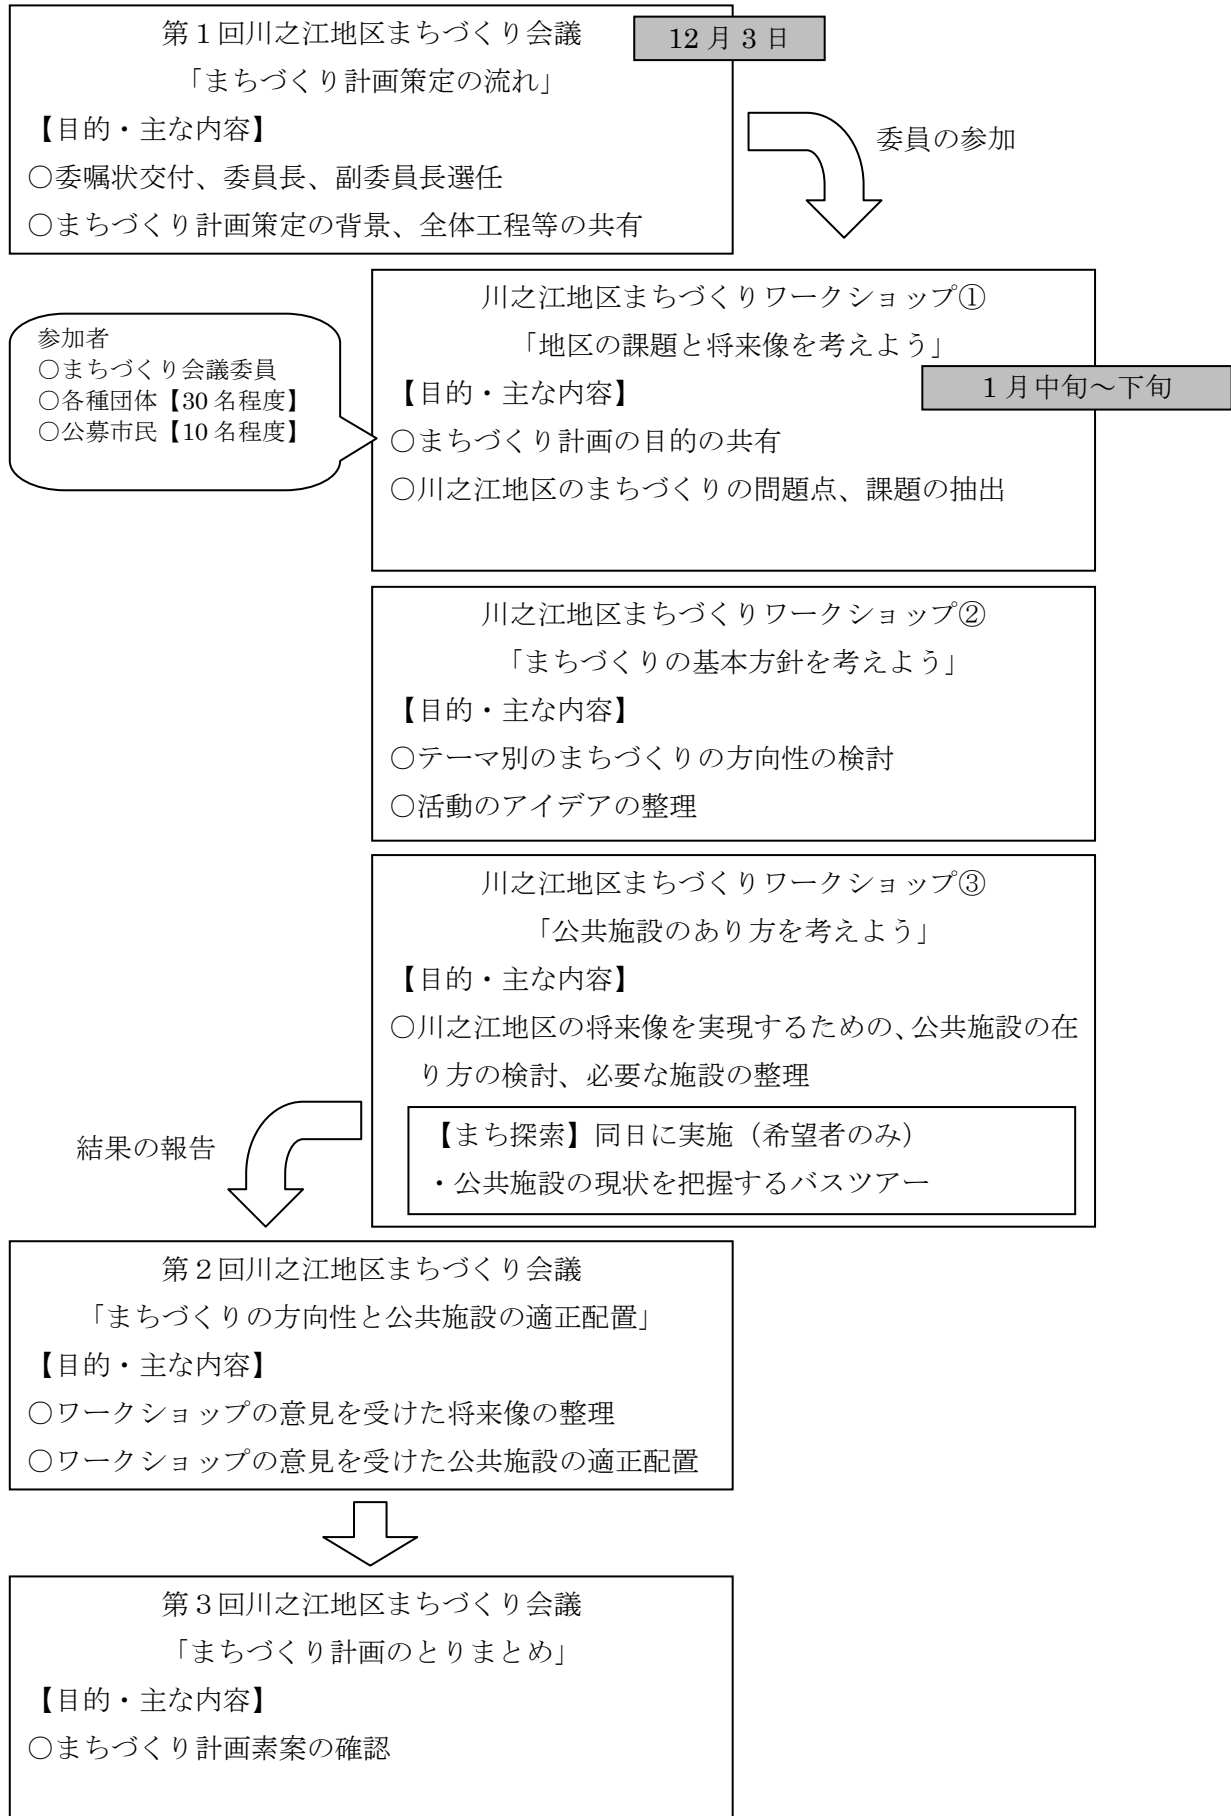 第１回川之江地区まちづくり会議
12月3日
「まちづくり計画策定の流れ」
【目的・主な内容】
○委嘱状交付、委員長、副委員長選任
○まちづくり計画策定の背景、全体工程等の共有
委員の参加
川之江地区まちづくりワークショップ①
「地区の課題と将来像を考えよう」
1月中旬～下旬
【目的・主な内容】
○まちづくり計画の目的の共有
○川之江地区のまちづくりの問題点、課題の抽出
参加者
○まちづくり会議委員
○各種団体【30名程度】
○公募市民【10名程度】
川之江地区まちづくりワークショップ②
「まちづくりの基本方針を考えよう」
【目的・主な内容】
○テーマ別のまちづくりの方向性の検討
○活動のアイデアの整理
川之江地区まちづくりワークショップ③
「公共施設のあり方を考えよう」
【目的・主な内容】
○川之江地区の将来像を実現するための、公共施設の在
り方の検討、必要な施設の整理
【まち探索】同日に実施（希望者のみ）
・公共施設の現状を把握するバスツアー
結果の報告
第２回川之江地区まちづくり会議
「まちづくりの方向性と公共施設の適正配置」
【目的・主な内容】
○ワークショップの意見を受けた将来像の整理
○ワークショップの意見を受けた公共施設の適正配置
第３回川之江地区まちづくり会議
「まちづくり計画のとりまとめ」
【目的・主な内容】
○まちづくり計画素案の確認